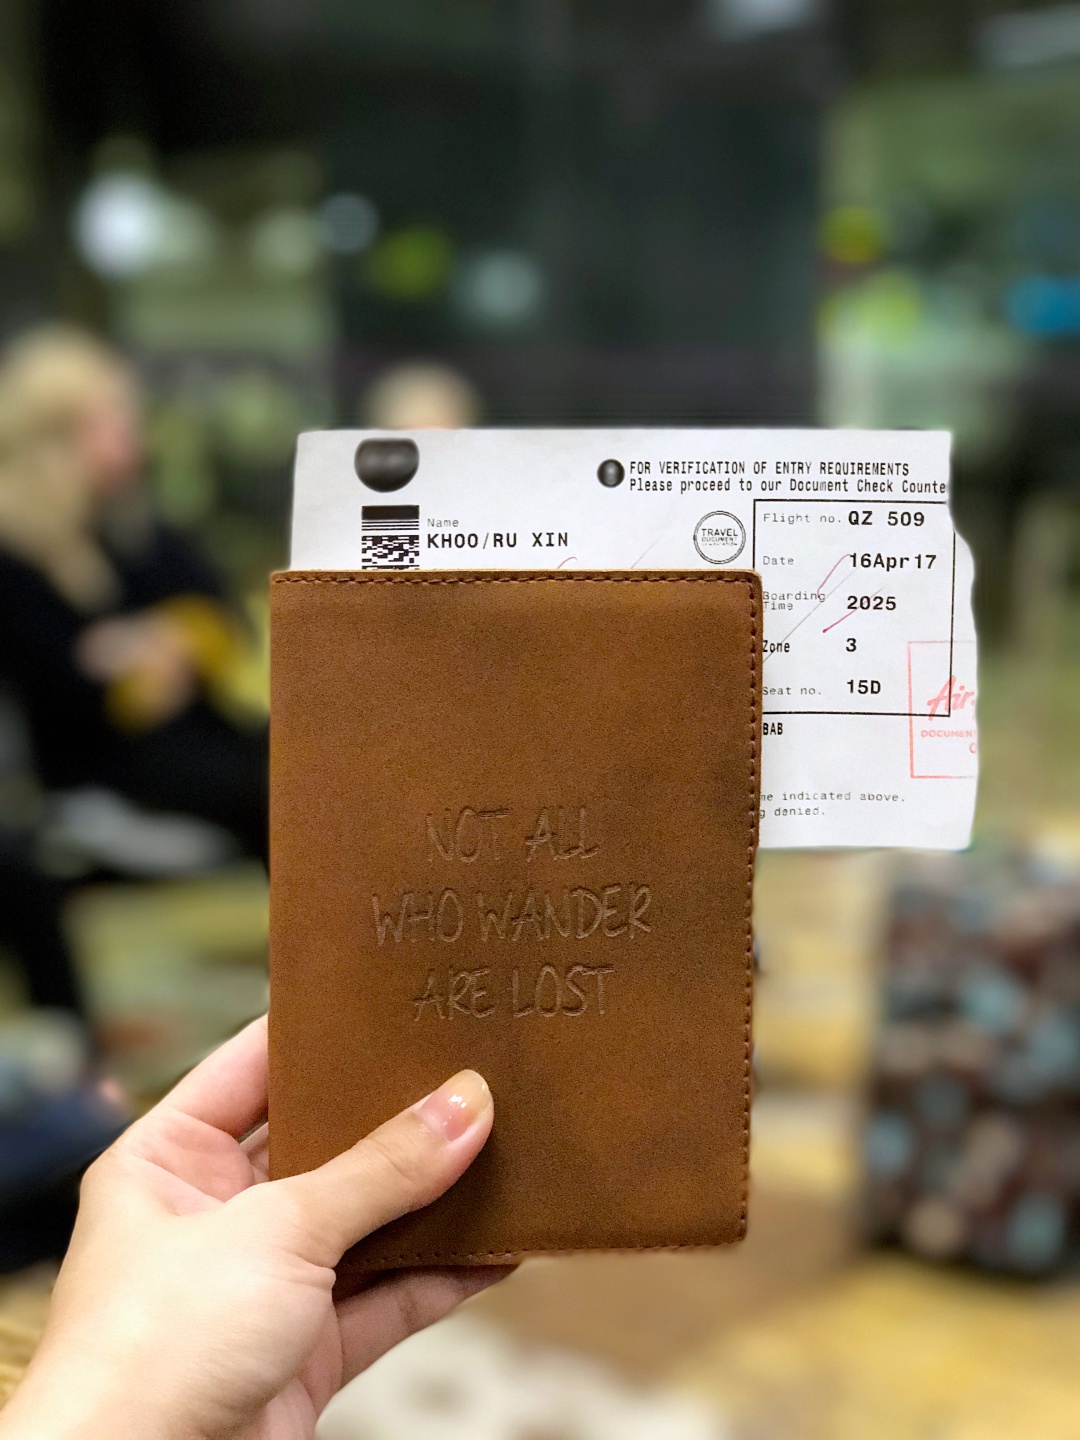 FOR VERIFICATION OF ENTRY REQUIREMENTS
Please proceed to our Document Check
Name
KHOO/RU XIN
TRAVEL
DOCUMENT
Flight no. QZ 509
Date 16Apr17
Boarding
Time 2025
Zone 3
Seat no. 15D
BAB
indicated above.
denied.
NOT ALL
WHO WANDER
ARE LOST